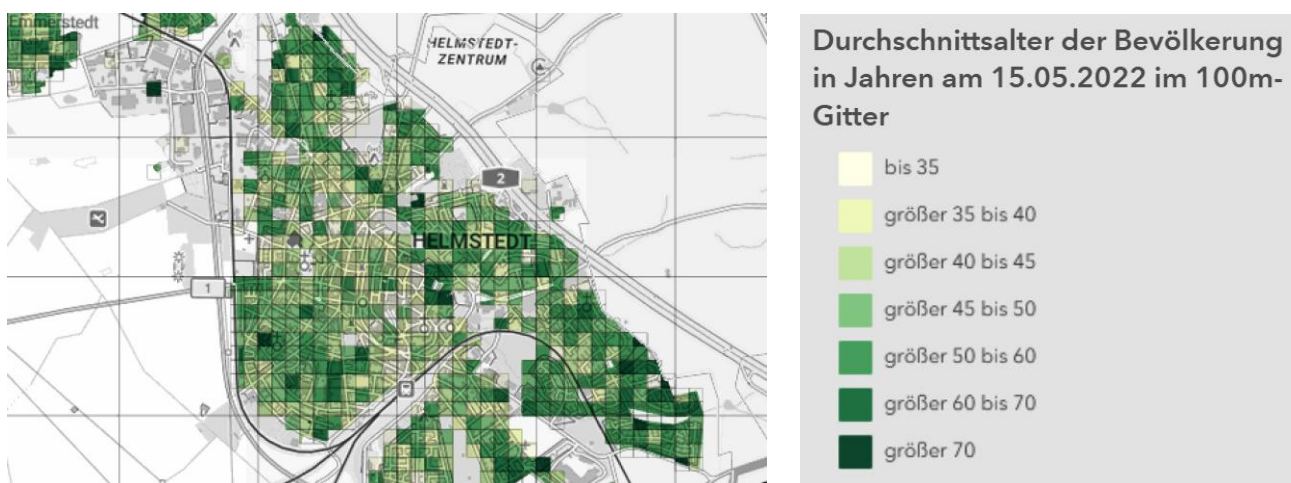 Emmerstedt
HELMSTEDT-
ZENTRUM
2
HELMSTEDT
1
Durchschnittsalter der Bevölkerung
in Jahren am 15.05.2022 im 100m-
Gitter
bis 35
größer 35 bis 40
größer 40 bis 45
größer 45 bis 50
größer 50 bis 60
größer 60 bis 70
größer 70